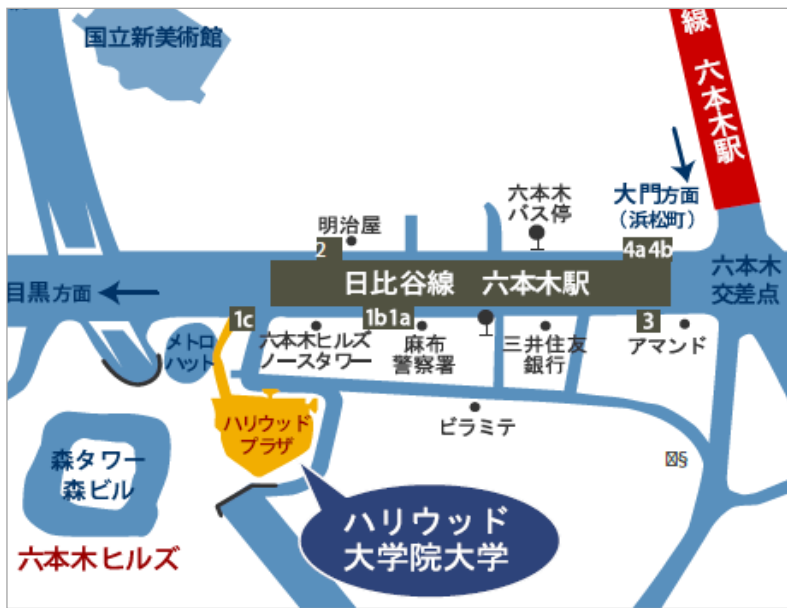 国立新美術館
線 六本木駅
大門方面
(浜松町)
六本木
バス停
明治屋
2
4a 4b
日比谷線 六本木駅
六本木
交差点
目黒方面
1c
1b 1a
3
メトロ
ハット
六本木ヒルズ
ノースタワー
麻布
警察署
三井住友
銀行
アマンド
ハリウッド
プラザ
ピラミテ
森タワー
森ビル
六本木ヒルズ
ハリウッド
大学院大学